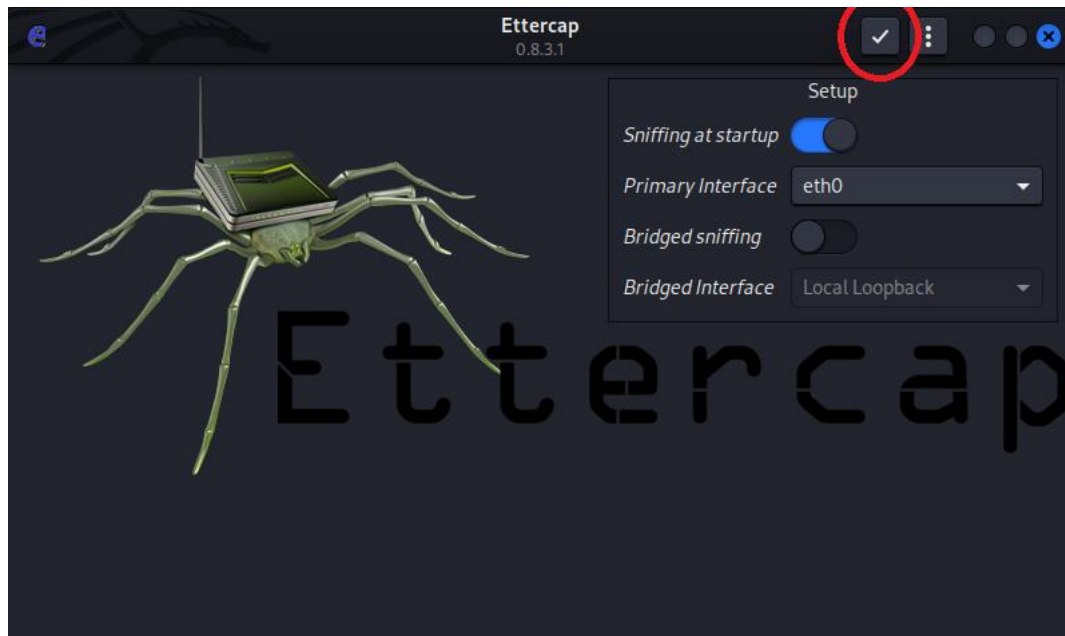 Ettercap
0.8.3.1
Setup
Sniffing at startup
Primary Interface eth0
Bridged sniffing
Bridged Interface Local Loopback
Ettercap